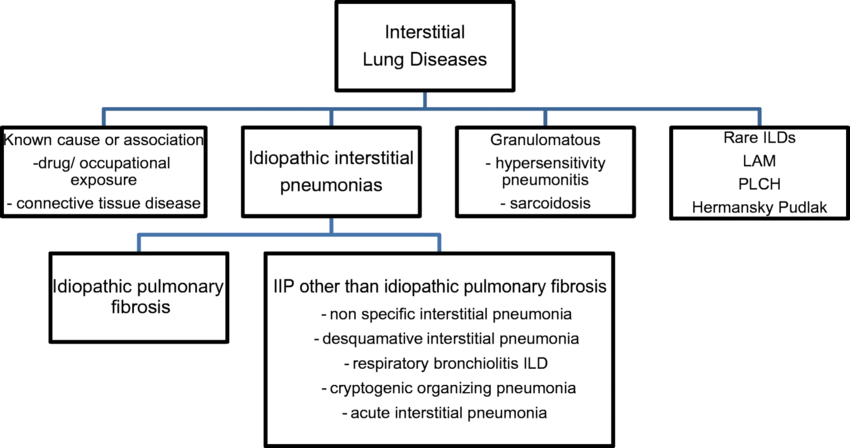 Interstitial
Lung Diseases
Known cause or association
-drug/ occupational
exposure
- connective tissue disease
Idiopathic interstitial
pneumonias
Granulomatous
- hypersensitivity
pneumonitis
- sarcoidosis
Rare ILDs
LAM
PLCH
Hermansky Pudlak
Idiopathic pulmonary
fibrosis
IIP other than idiopathic pulmonary fibrosis
- non specific interstitial pneumonia
- desquamative interstitial pneumonia
- respiratory bronchiolitis ILD
- cryptogenic organizing pneumonia
- acute interstitial pneumonia